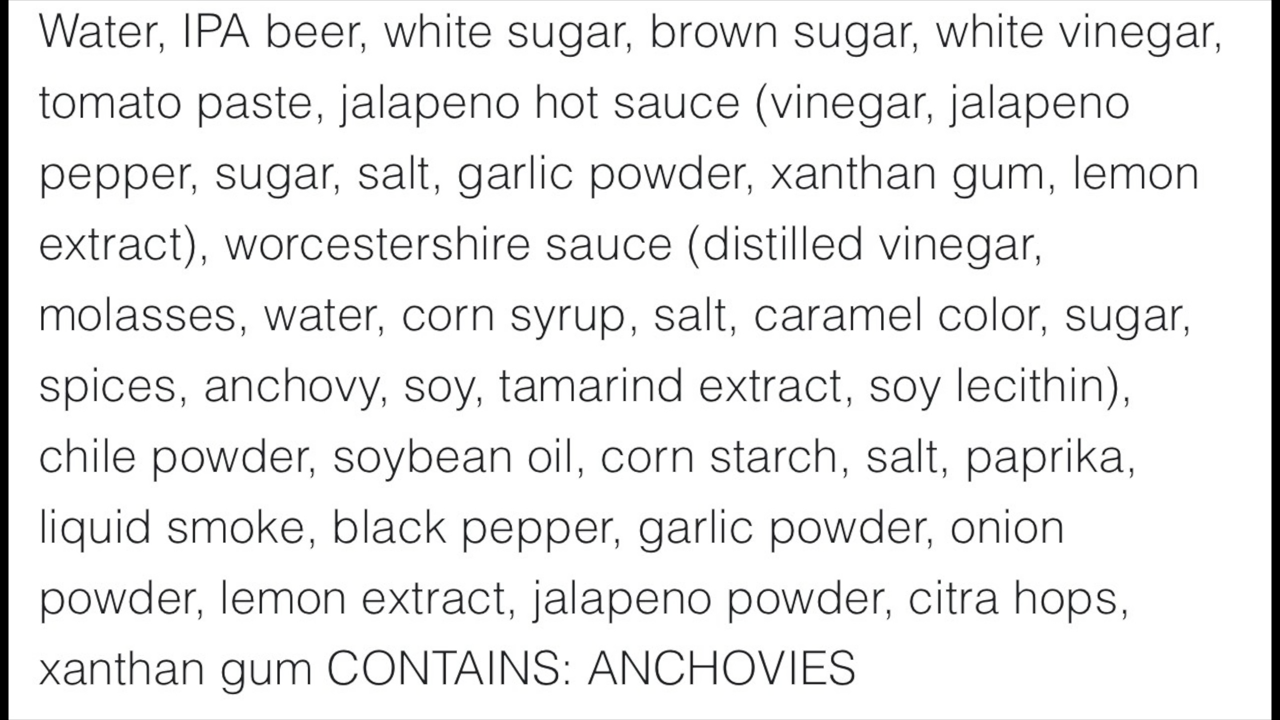 Water, IPA beer, white sugar, brown sugar, white vinegar,
tomato paste, jalapeno hot sauce (vinegar, jalapeno
pepper, sugar, salt, garlic powder, xanthan gum, lemon
extract), worcestershire sauce (distilled vinegar,
molasses, water, corn syrup, salt, caramel color, sugar,
spices, anchovy, soy, tamarind extract, soy lecithin),
chile powder, soybean oil, corn starch, salt, paprika,
liquid smoke, black pepper, garlic powder, onion
powder, lemon extract, jalapeno powder, citra hops,
xanthan gum CONTAINS: ANCHOVIES